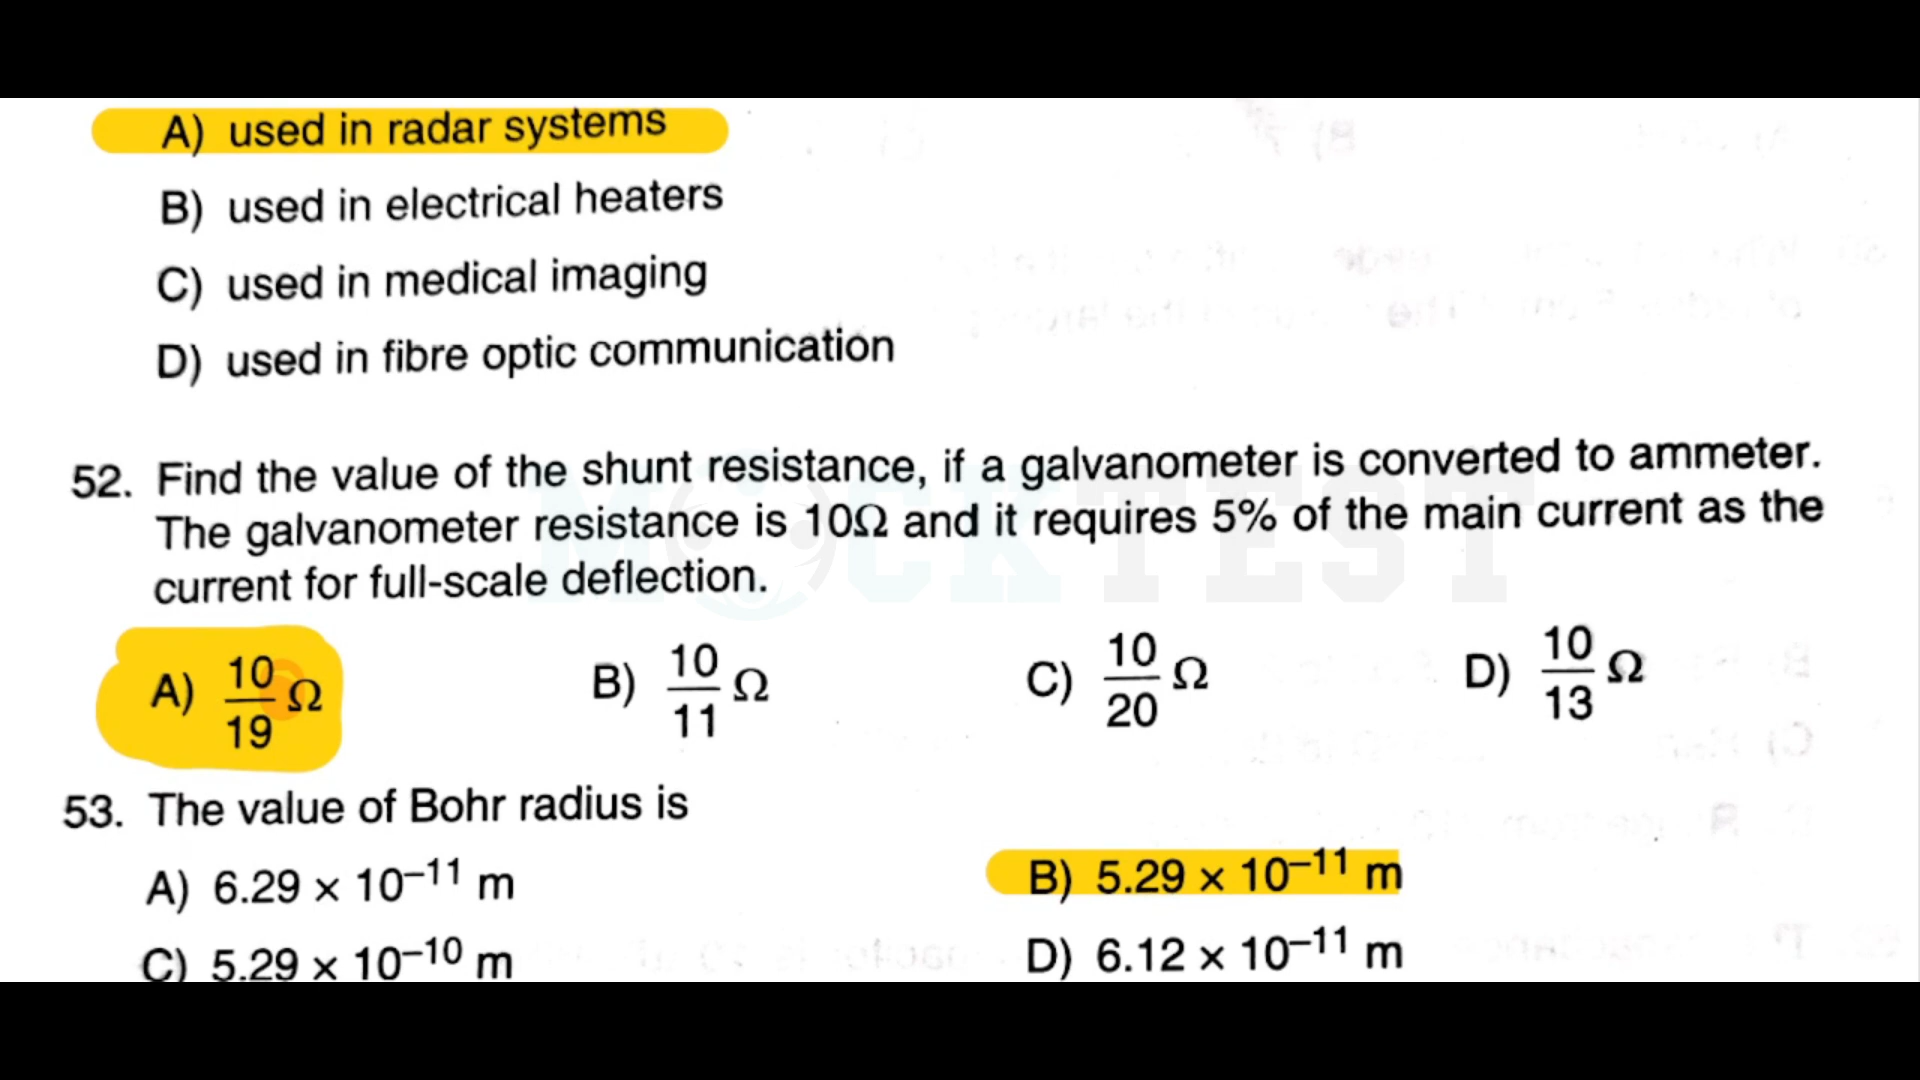 A) used in radar systems
B) used in electrical heaters
C) used in medical imaging
D) used in fibre optic communication
52. Find the value of the shunt resistance, if a galvanometer is converted to ammeter.
The galvanometer resistance is 10Ω and it requires 5% of the main current as the
current for full-scale deflection.
A) 10/19 Ω B) 10/11 Ω C) 10/20 Ω D) 10/13 Ω
53. The value of Bohr radius is
A) 6.29 × 10⁻¹¹ m B) 5.29 × 10⁻¹¹ m
C) 5.29 × 10⁻¹⁰ m D) 6.12 × 10⁻¹¹ m
MOCKTEST